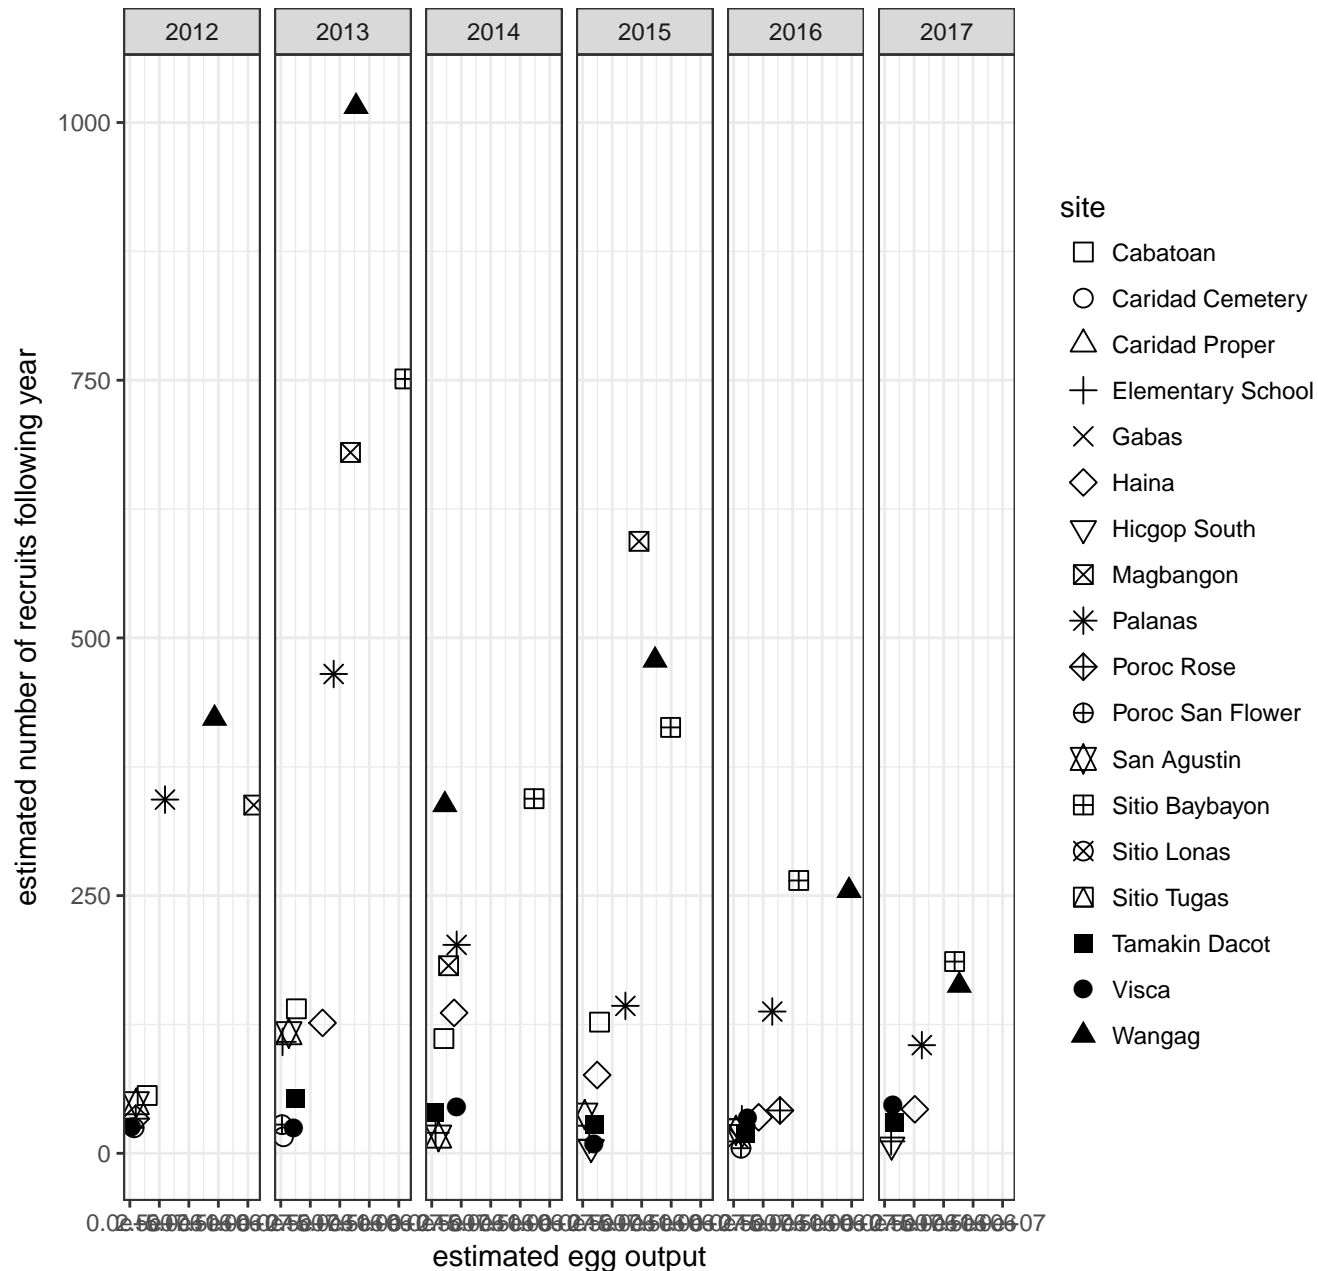 2012 2013 2014 2015 2016 2017
1000
750
500
250
0
estimated number of recruits following year
estimated egg output
site
Cabatoan
Caridad Cemetery
Caridad Proper
Elementary School
Gabas
Haina
Hicgop South
Magbangon
Palanas
Poroc Rose
Poroc San Flower
San Agustin
Sitio Baybayon
Sitio Lonas
Sitio Tugas
Tamakin Dacot
Visca
Wangag